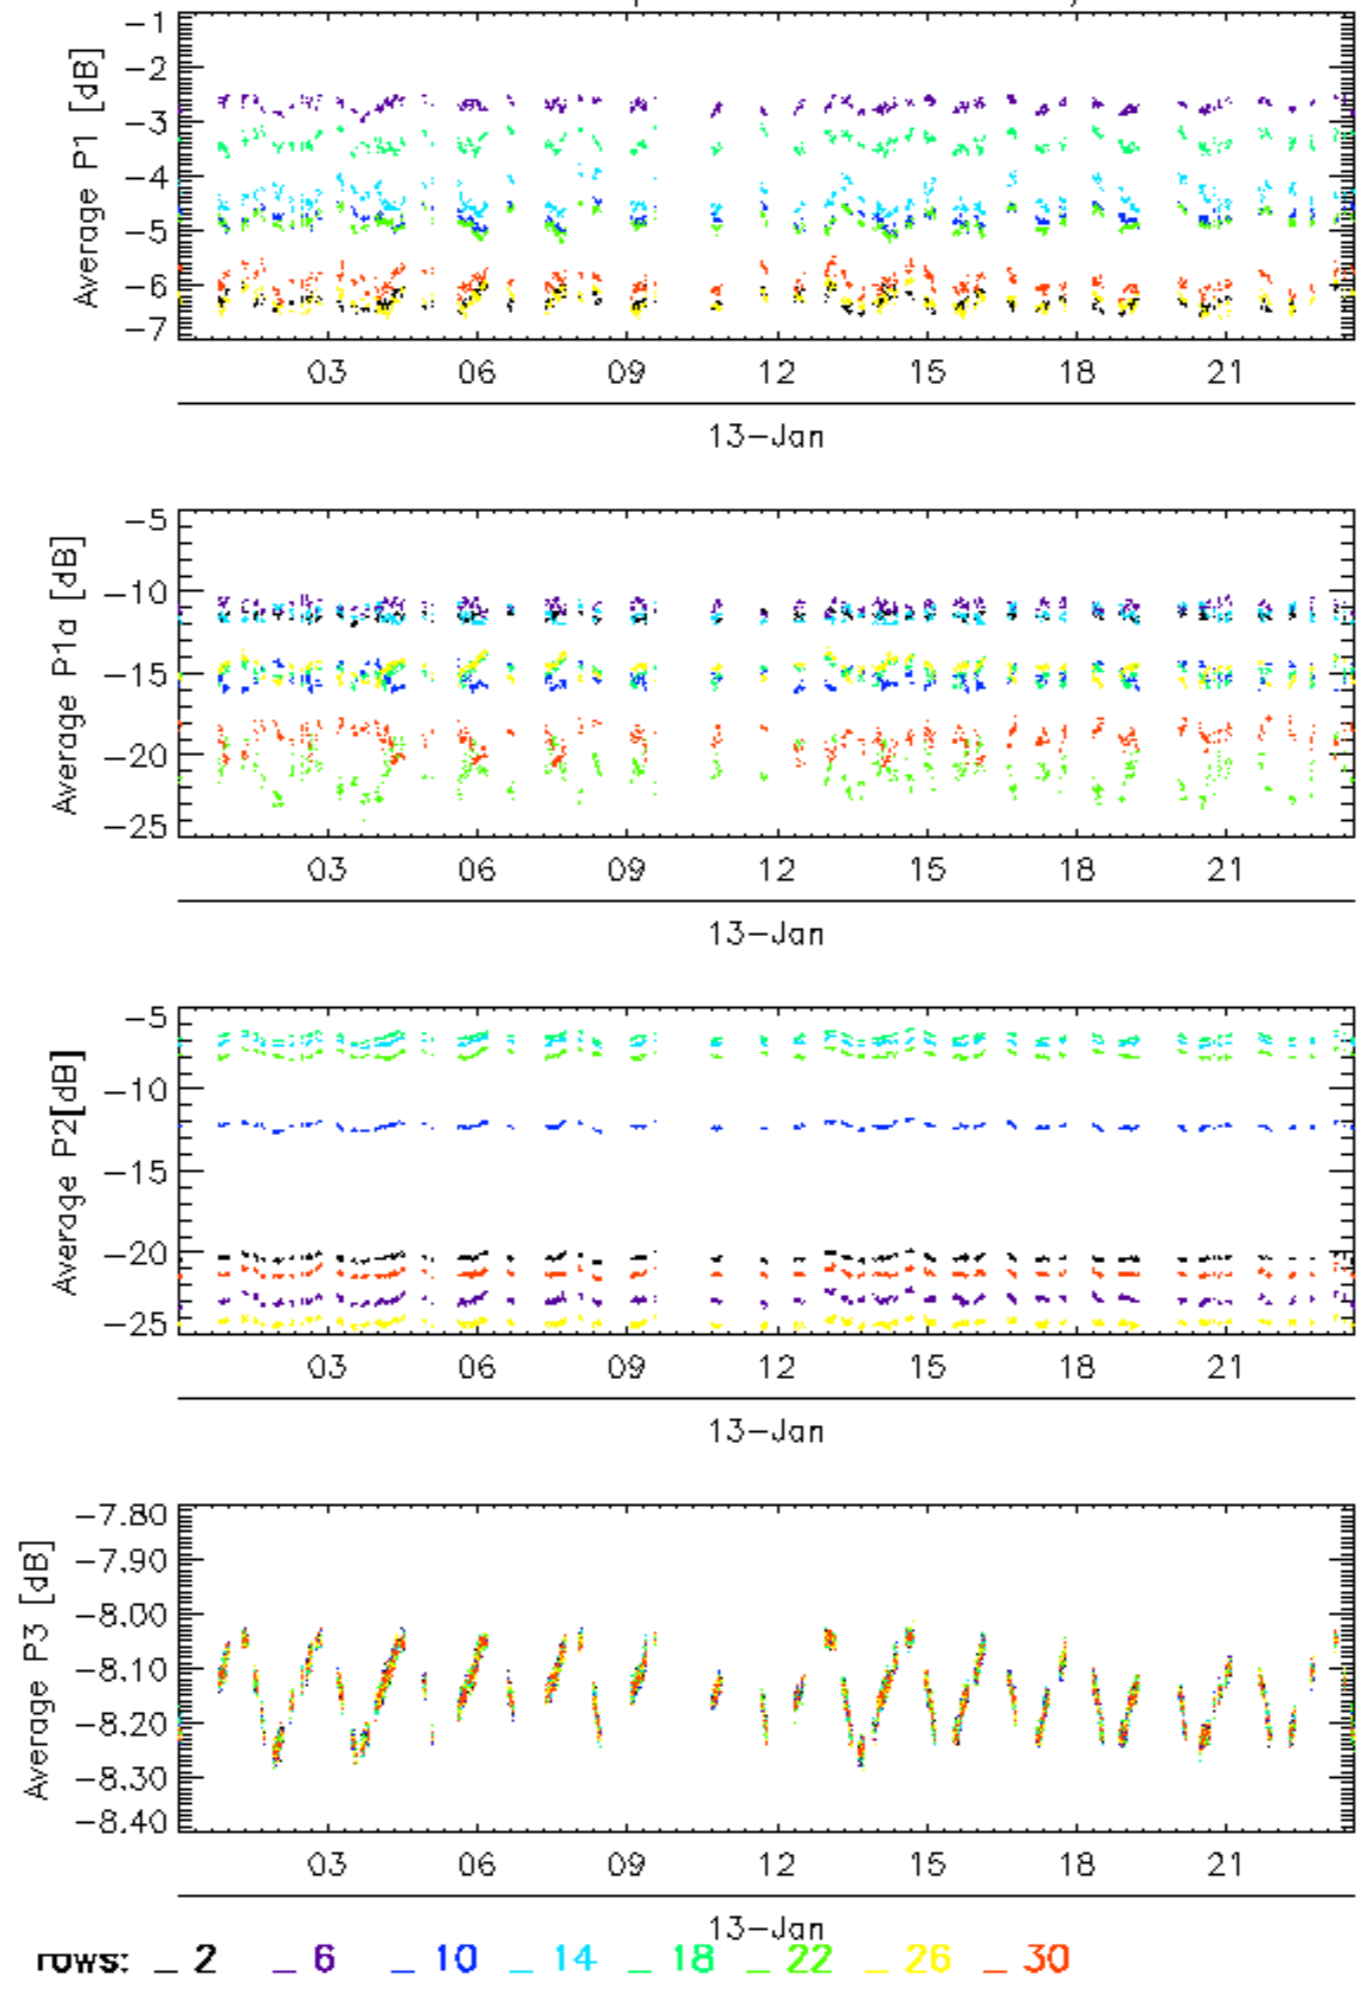 Average P1 [dB]
-1
-2
-3
-4
-5
-6
-7
03 06 09 12 15 18 21
13-Jan
Average P1a [dB]
-5
-10
-15
-20
-25
03 06 09 12 15 18 21
13-Jan
Average P2[dB]
-5
-10
-15
-20
-25
03 06 09 12 15 18 21
13-Jan
Average P3 [dB]
-7.80
-7.90
-8.00
-8.10
-8.20
-8.30
-8.40
03 06 09 12 15 18 21
13-Jan
rows: _ 2 _ 6 _ 10 _ 14 _ 18 _ 22 _ 26 _ 30